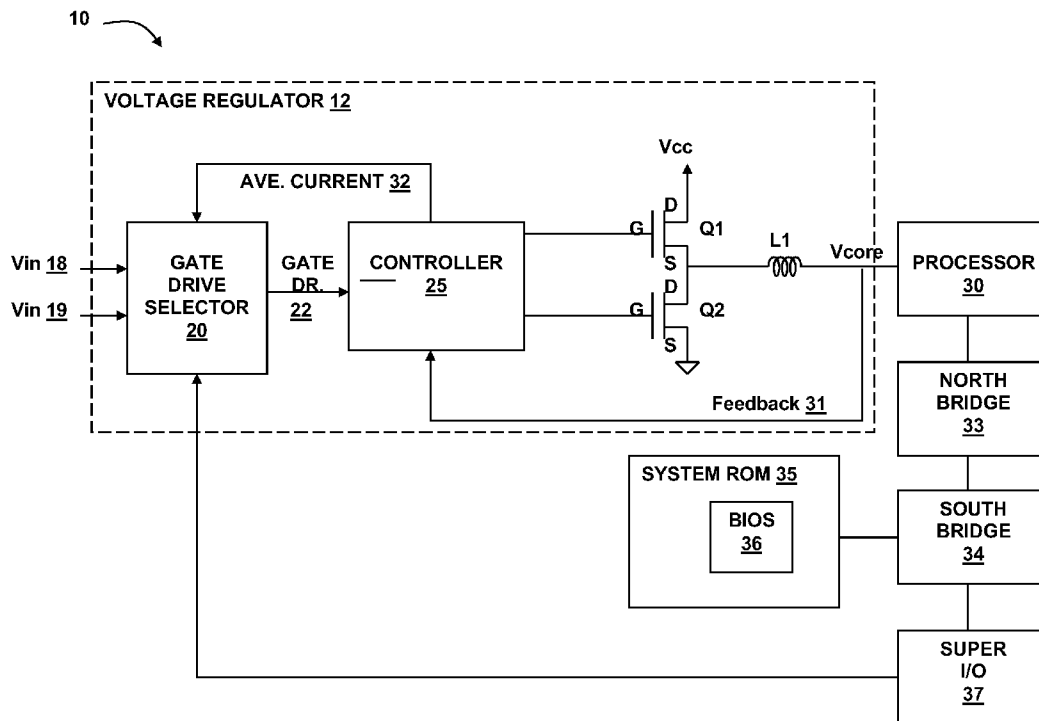 10
VOLTAGE REGULATOR 12
Vcc
AVE. CURRENT 32
D
G
Q1
S
L1
Vcore
PROCESSOR
30
Vin 18
Vin 19
GATE
DRIVE
SELECTOR
20
GATE
DR.
22
CONTROLLER
25
D
G
Q2
S
Feedback 31
NORTH
BRIDGE
33
SYSTEM ROM 35
BIOS
36
SOUTH
BRIDGE
34
SUPER
I/O
37